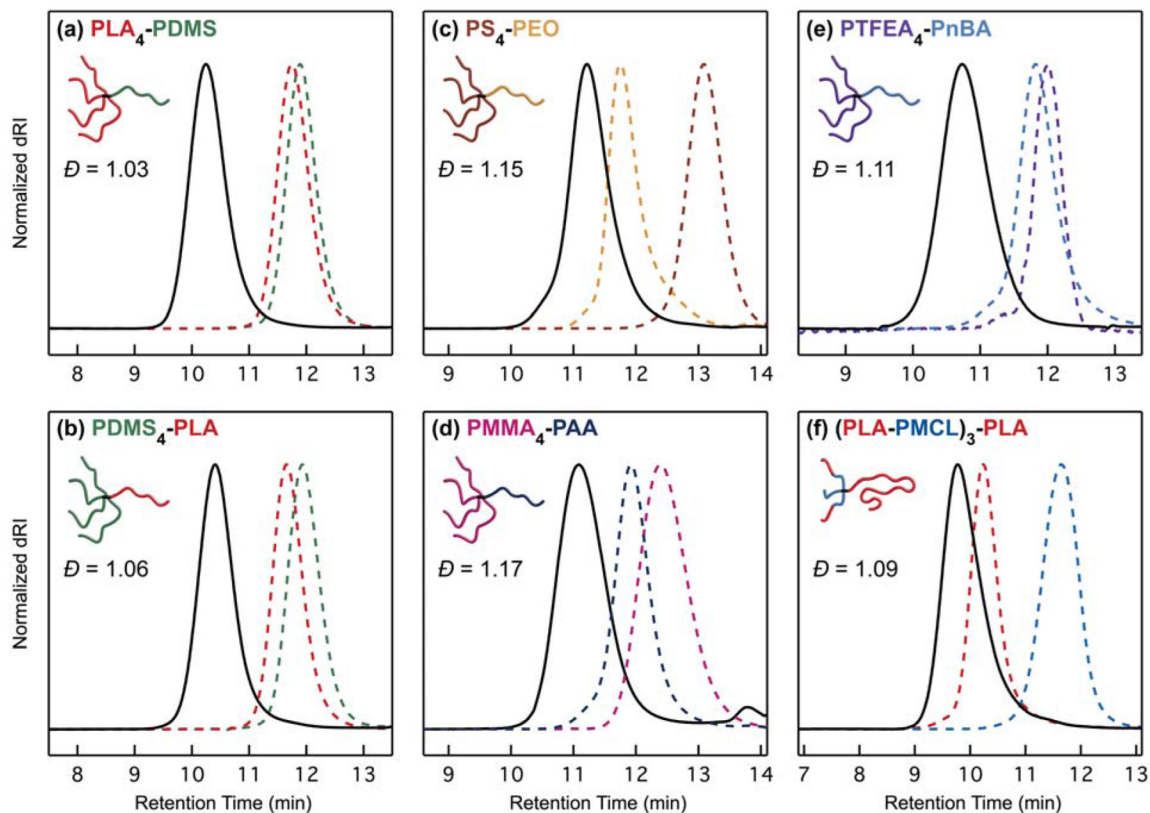 (a) PLA4-PDMS
Đ = 1.03
(c) PS4-PEO
Đ = 1.15
(e) PTFEA4-PnBA
Đ = 1.11
Normalized dRI
8 9 10 11 12 13
9 10 11 12 13 14
9 10 11 12 13
(b) PDMS4-PLA
Đ = 1.06
(d) PMMA4-PAA
Đ = 1.17
(f) (PLA-PMCL)3-PLA
Đ = 1.09
Normalized dRI
8 9 10 11 12 13
9 10 11 12 13 14
7 8 9 10 11 12 13
Retention Time (min)
Retention Time (min)
Retention Time (min)